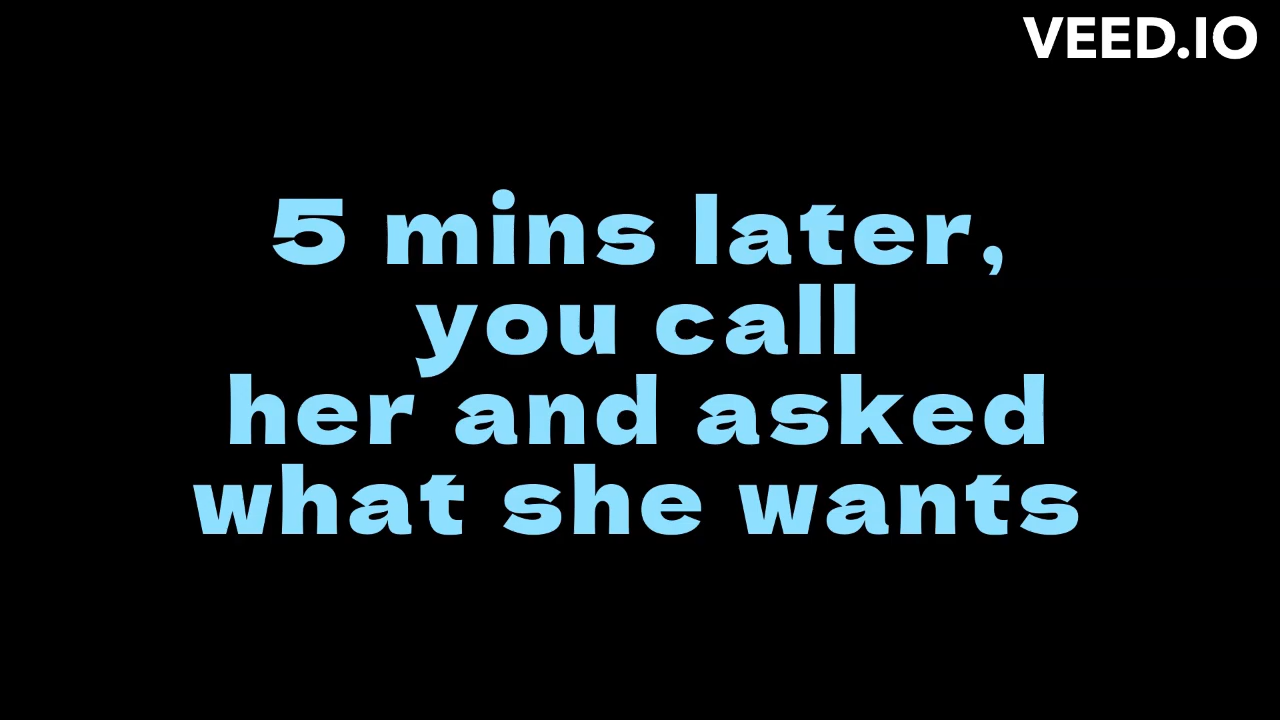 VEED.IO
5 mins later,
you call
her and asked
what she wants